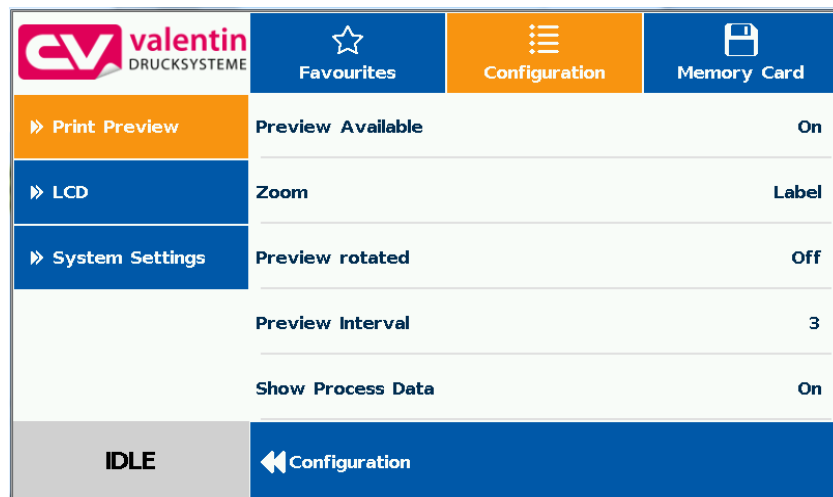 CV valentin
DRUCKSYSTEME
Favourites
Configuration
Memory Card
Print Preview
Preview Available On
LCD
Zoom Label
System Settings
Preview rotated Off
Preview Interval 3
Show Process Data On
IDLE
Configuration